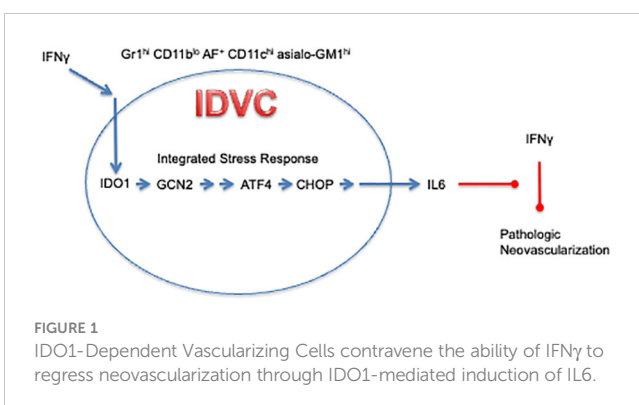 IFNγ
Gr1ʰⁱ CD11bˡᵒ AF⁺ CD11cʰⁱ asialo-GM1ʰⁱ
IDVC
IFNγ
Integrated Stress Response
IDO1 GCN2 ATF4 CHOP IL6
Pathologic
Neovascularization
FIGURE 1
IDO1-Dependent Vascularizing Cells contravene the ability of IFNγ to
regress neovascularization through IDO1-mediated induction of IL6.